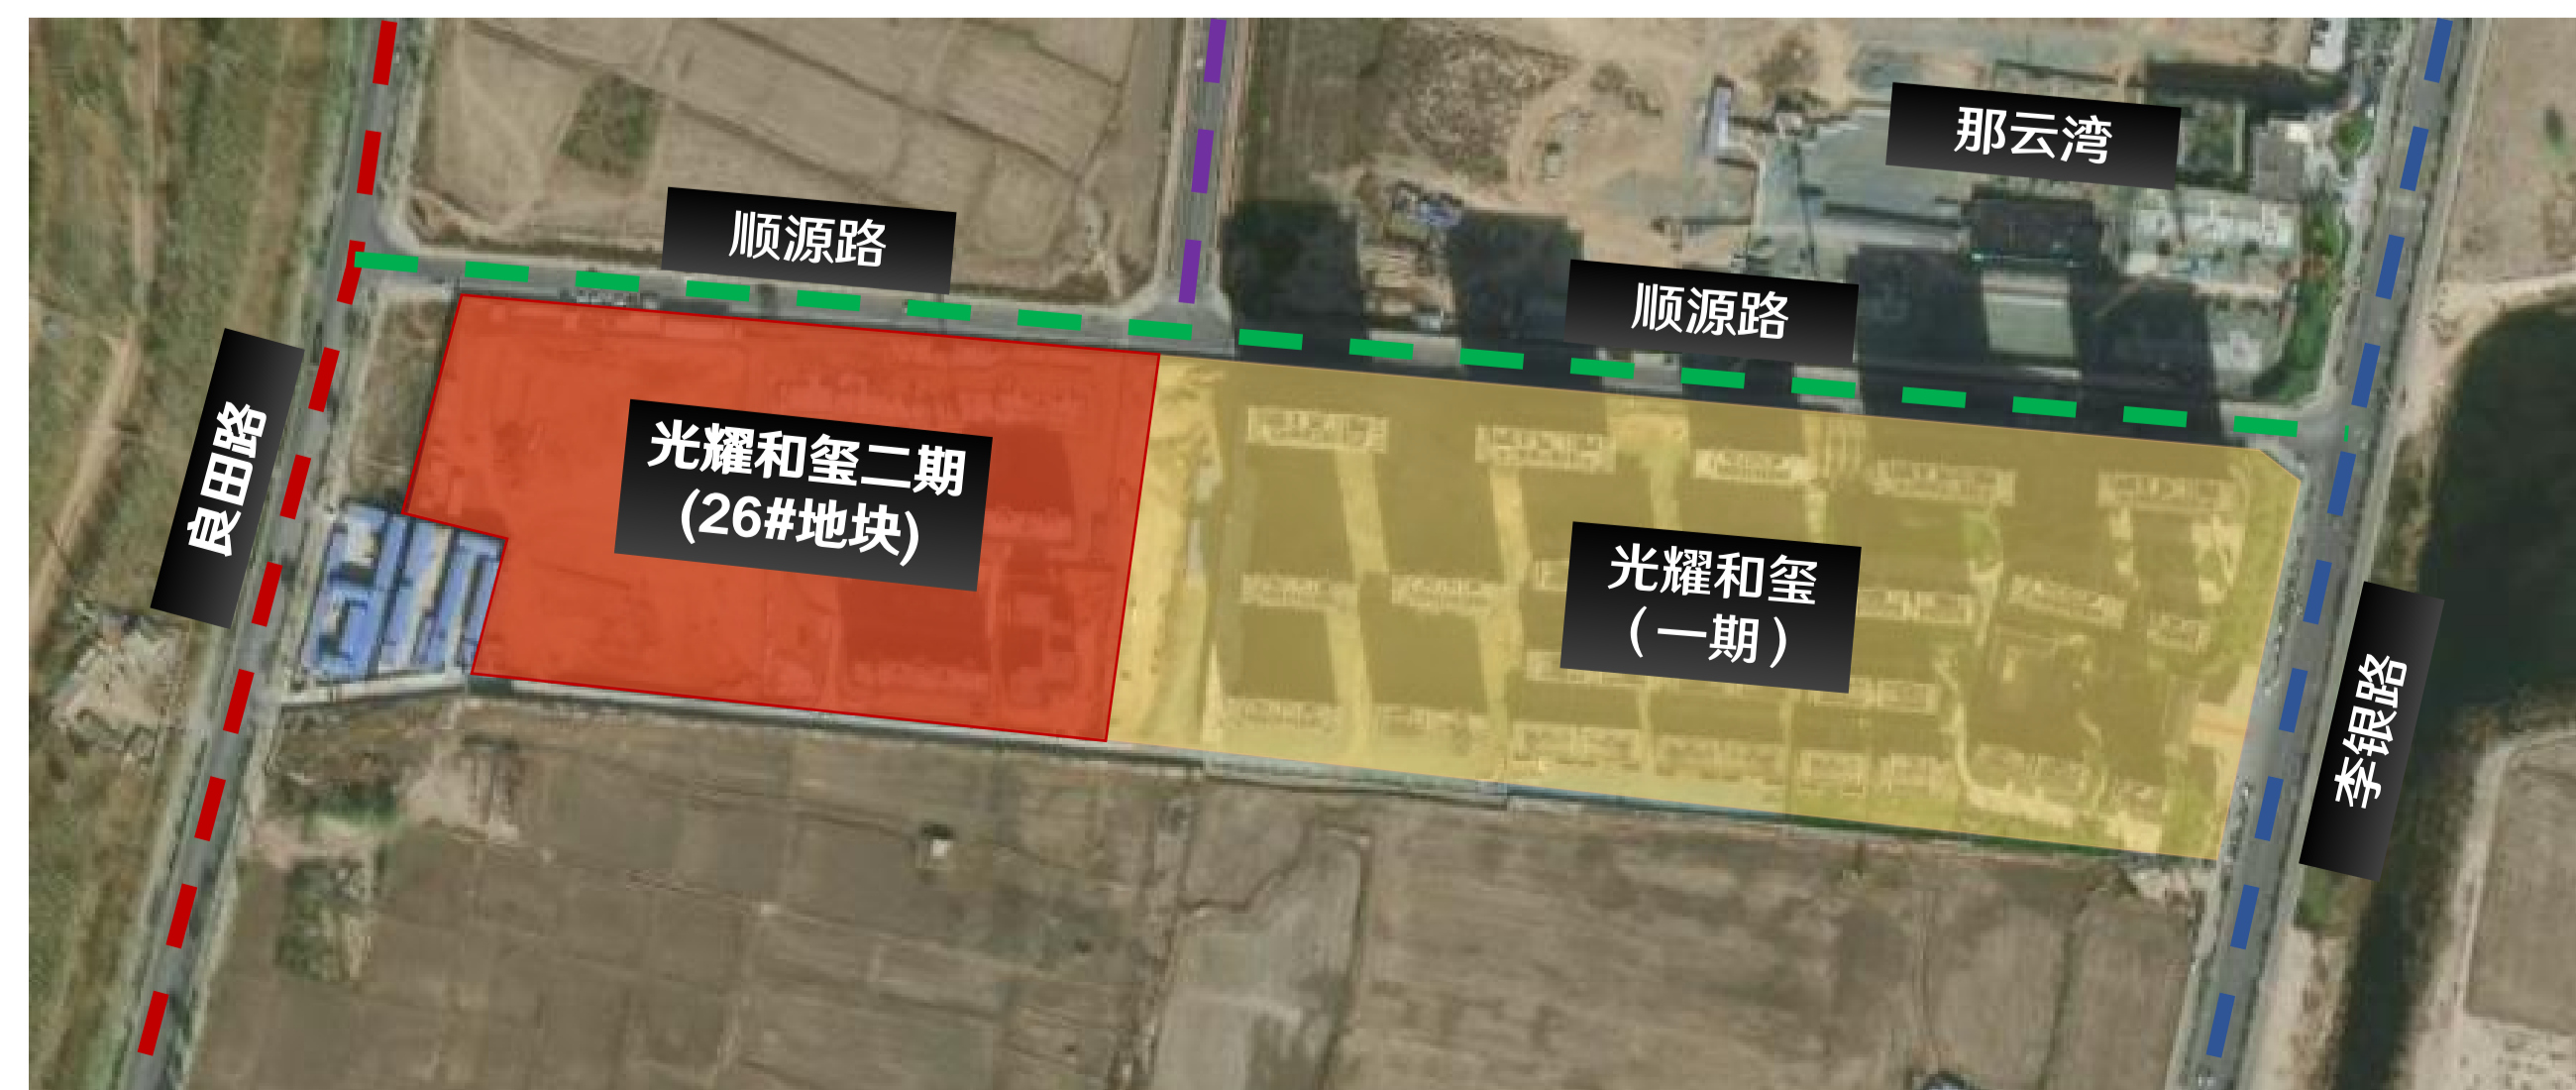 那云湾
顺源路
顺源路
良田路
光耀和玺二期
(26#地块)
光耀和玺
（一期）
李银路